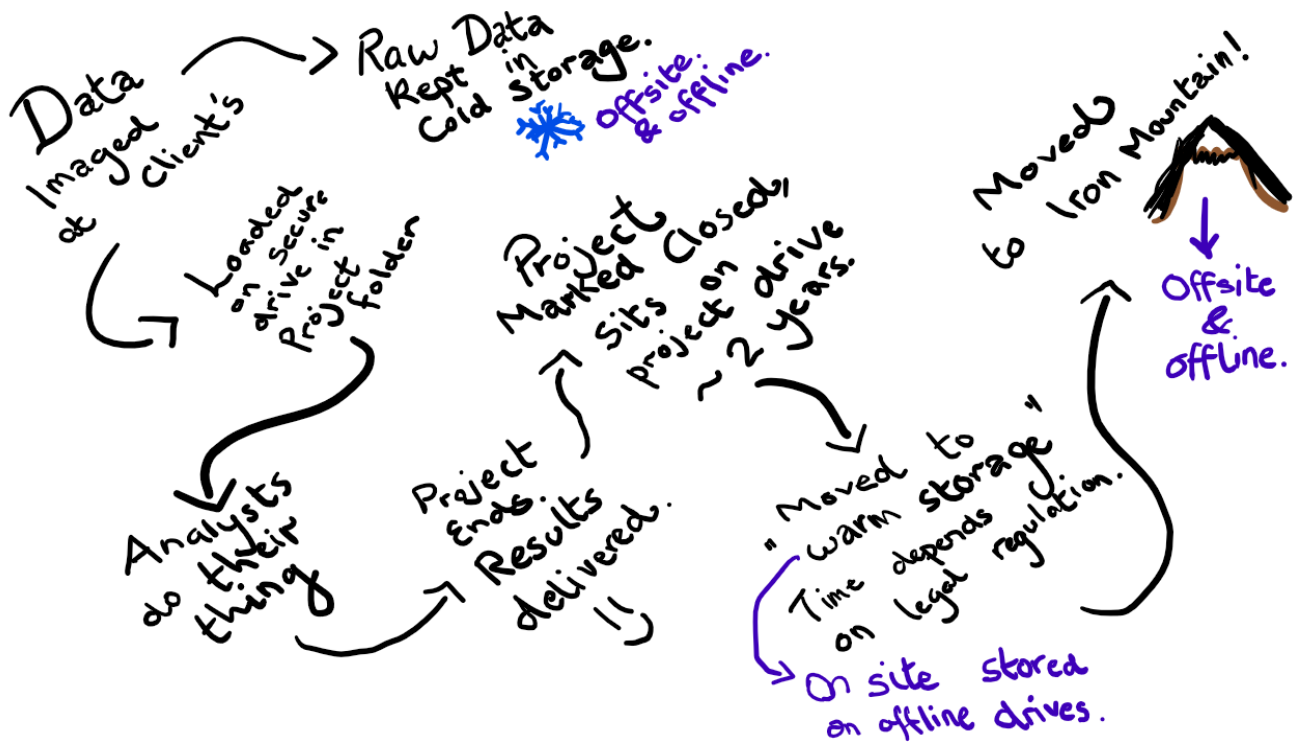 Data
Imaged
at client's
Raw Data
Kept in
Cold Storage.
Offsite.
& offline.
Loaded
on secure
drive in
Project
folder
Analysts
do their
thing
Project
Ends.
Results
delivered.
=)
Project
Marked Closed,
Sits on
project drive
~ 2 years.
"Moved to
warm storage"
Time depends
on legal regulation.
On site stored
on offline drives.
Moved
to Iron Mountain!
Offsite
&
offline.